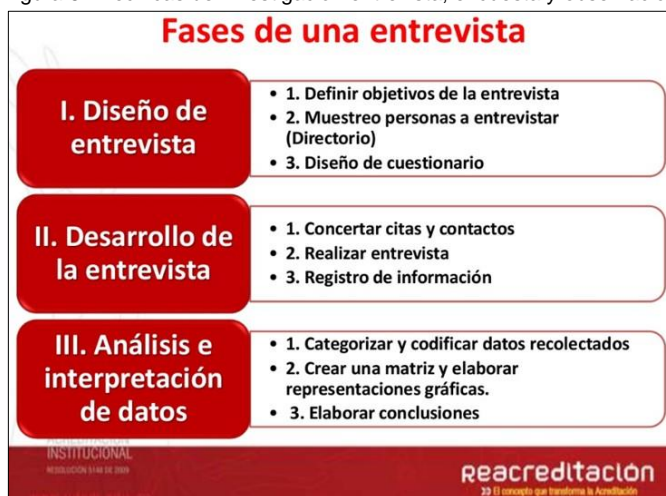 Fases de una entrevista
I. Diseño de
entrevista
• 1. Definir objetivos de la entrevista
• 2. Muestreo personas a entrevistar
(Directorio)
• 3. Diseño de cuestionario
II. Desarrollo de
la entrevista
• 1. Concertar citas y contactos
• 2. Realizar entrevista
• 3. Registro de información
III. Análisis e
interpretación
de datos
• 1. Categorizar y codificar datos recolectados
• 2. Crear una matriz y elaborar
representaciones gráficas.
• 3. Elaborar conclusiones
INSTITUCIONAL
Reacreditación
El concepto que transforma la Acreditación